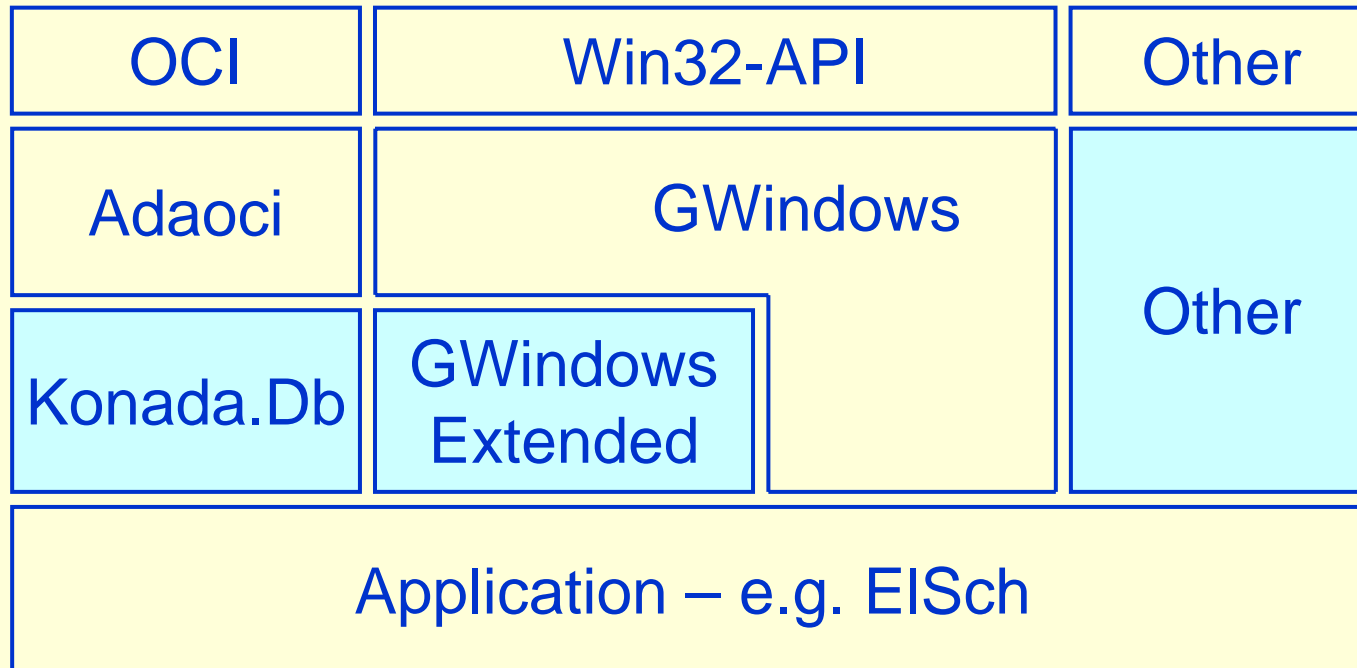 OCI
Win32-API
Other
Adaoci
GWindows
Other
Konada.Db
GWindows
Extended
Application – e.g. ElSch